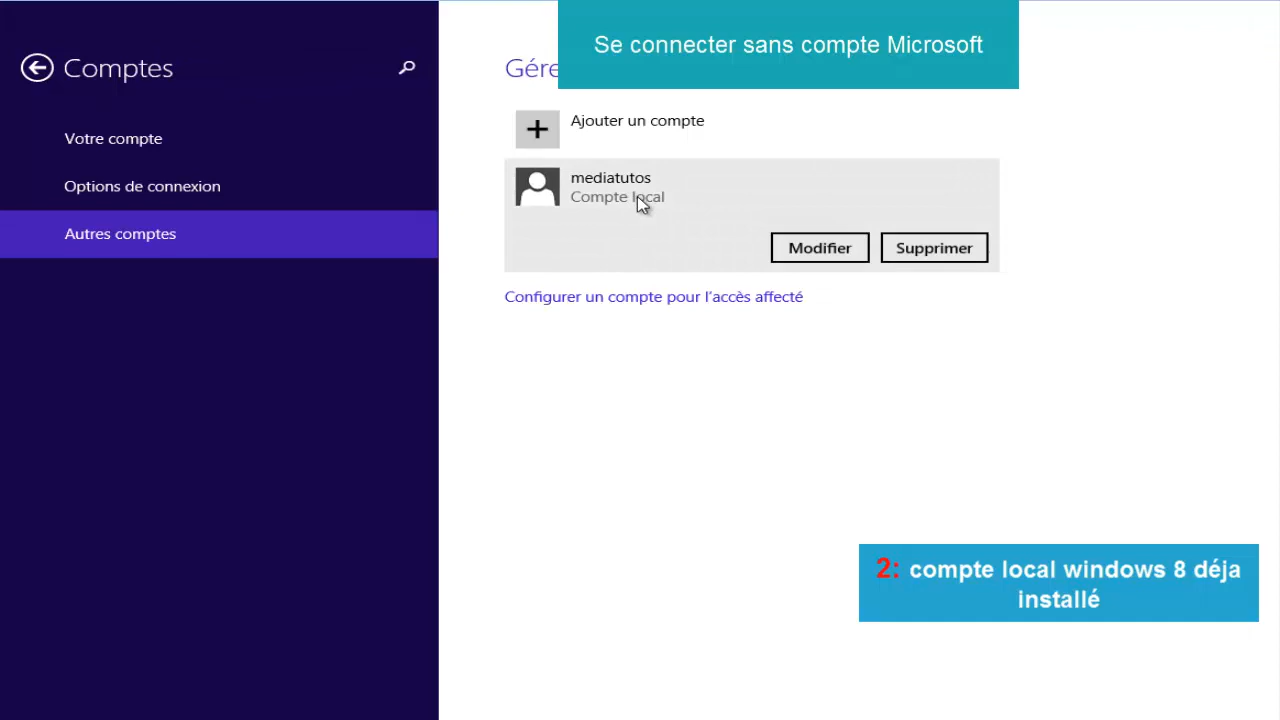 Se connecter sans compte Microsoft
Comptes
Gére
Ajouter un compte
Votre compte
mediatutos
Compte local
Options de connexion
Autres comptes
Modifier
Supprimer
Configurer un compte pour l'accès affecté
2: compte local windows 8 déja
installé